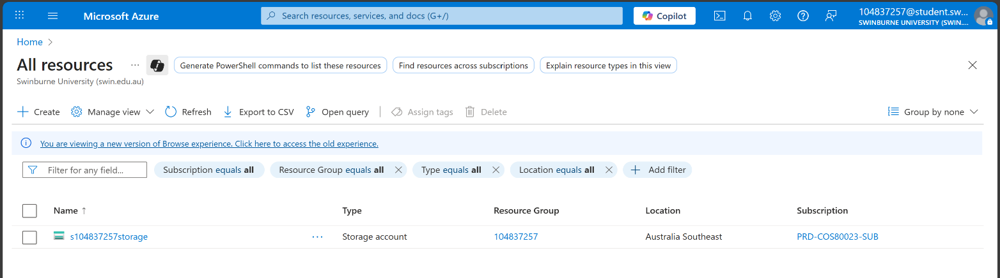 Microsoft Azure
Search resources, services, and docs (G+/)
Copilot
104837257@student.sw...
SWINBURNE UNIVERSITY (SWIN....
Home
All resources
Generate PowerShell commands to list these resources
Find resources across subscriptions
Explain resource types in this view
Swinburne University (swin.edu.au)
Create
Manage view
Refresh
Export to CSV
Open query
Assign tags
Delete
Group by none
You are viewing a new version of Browse experience. Click here to access the old experience.
Filter for any field...
Subscription equals all
Resource Group equals all
Type equals all
Location equals all
Add filter
Name ↑ Type Resource Group Location Subscription
s104837257storage ... Storage account 104837257 Australia Southeast PRD-COS80023-SUB